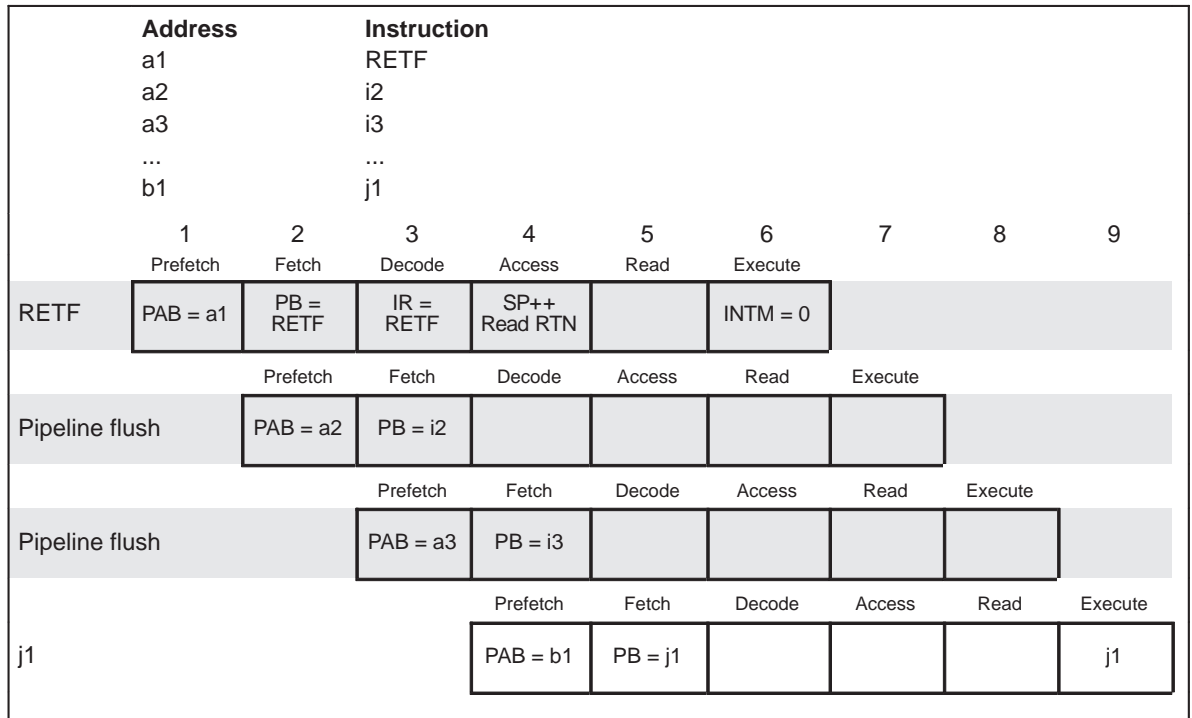 Address Instruction
a1 RETF
a2 i2
a3 i3
... ...
b1 j1
1 2 3 4 5 6 7 8 9
Prefetch Fetch Decode Access Read Execute
RETF PAB = a1 PB = RETF IR = RETF SP++ Read RTN INTM = 0
Prefetch Fetch Decode Access Read Execute
Pipeline flush PAB = a2 PB = i2
Prefetch Fetch Decode Access Read Execute
Pipeline flush PAB = a3 PB = i3
Prefetch Fetch Decode Access Read Execute
j1 PAB = b1 PB = j1 j1